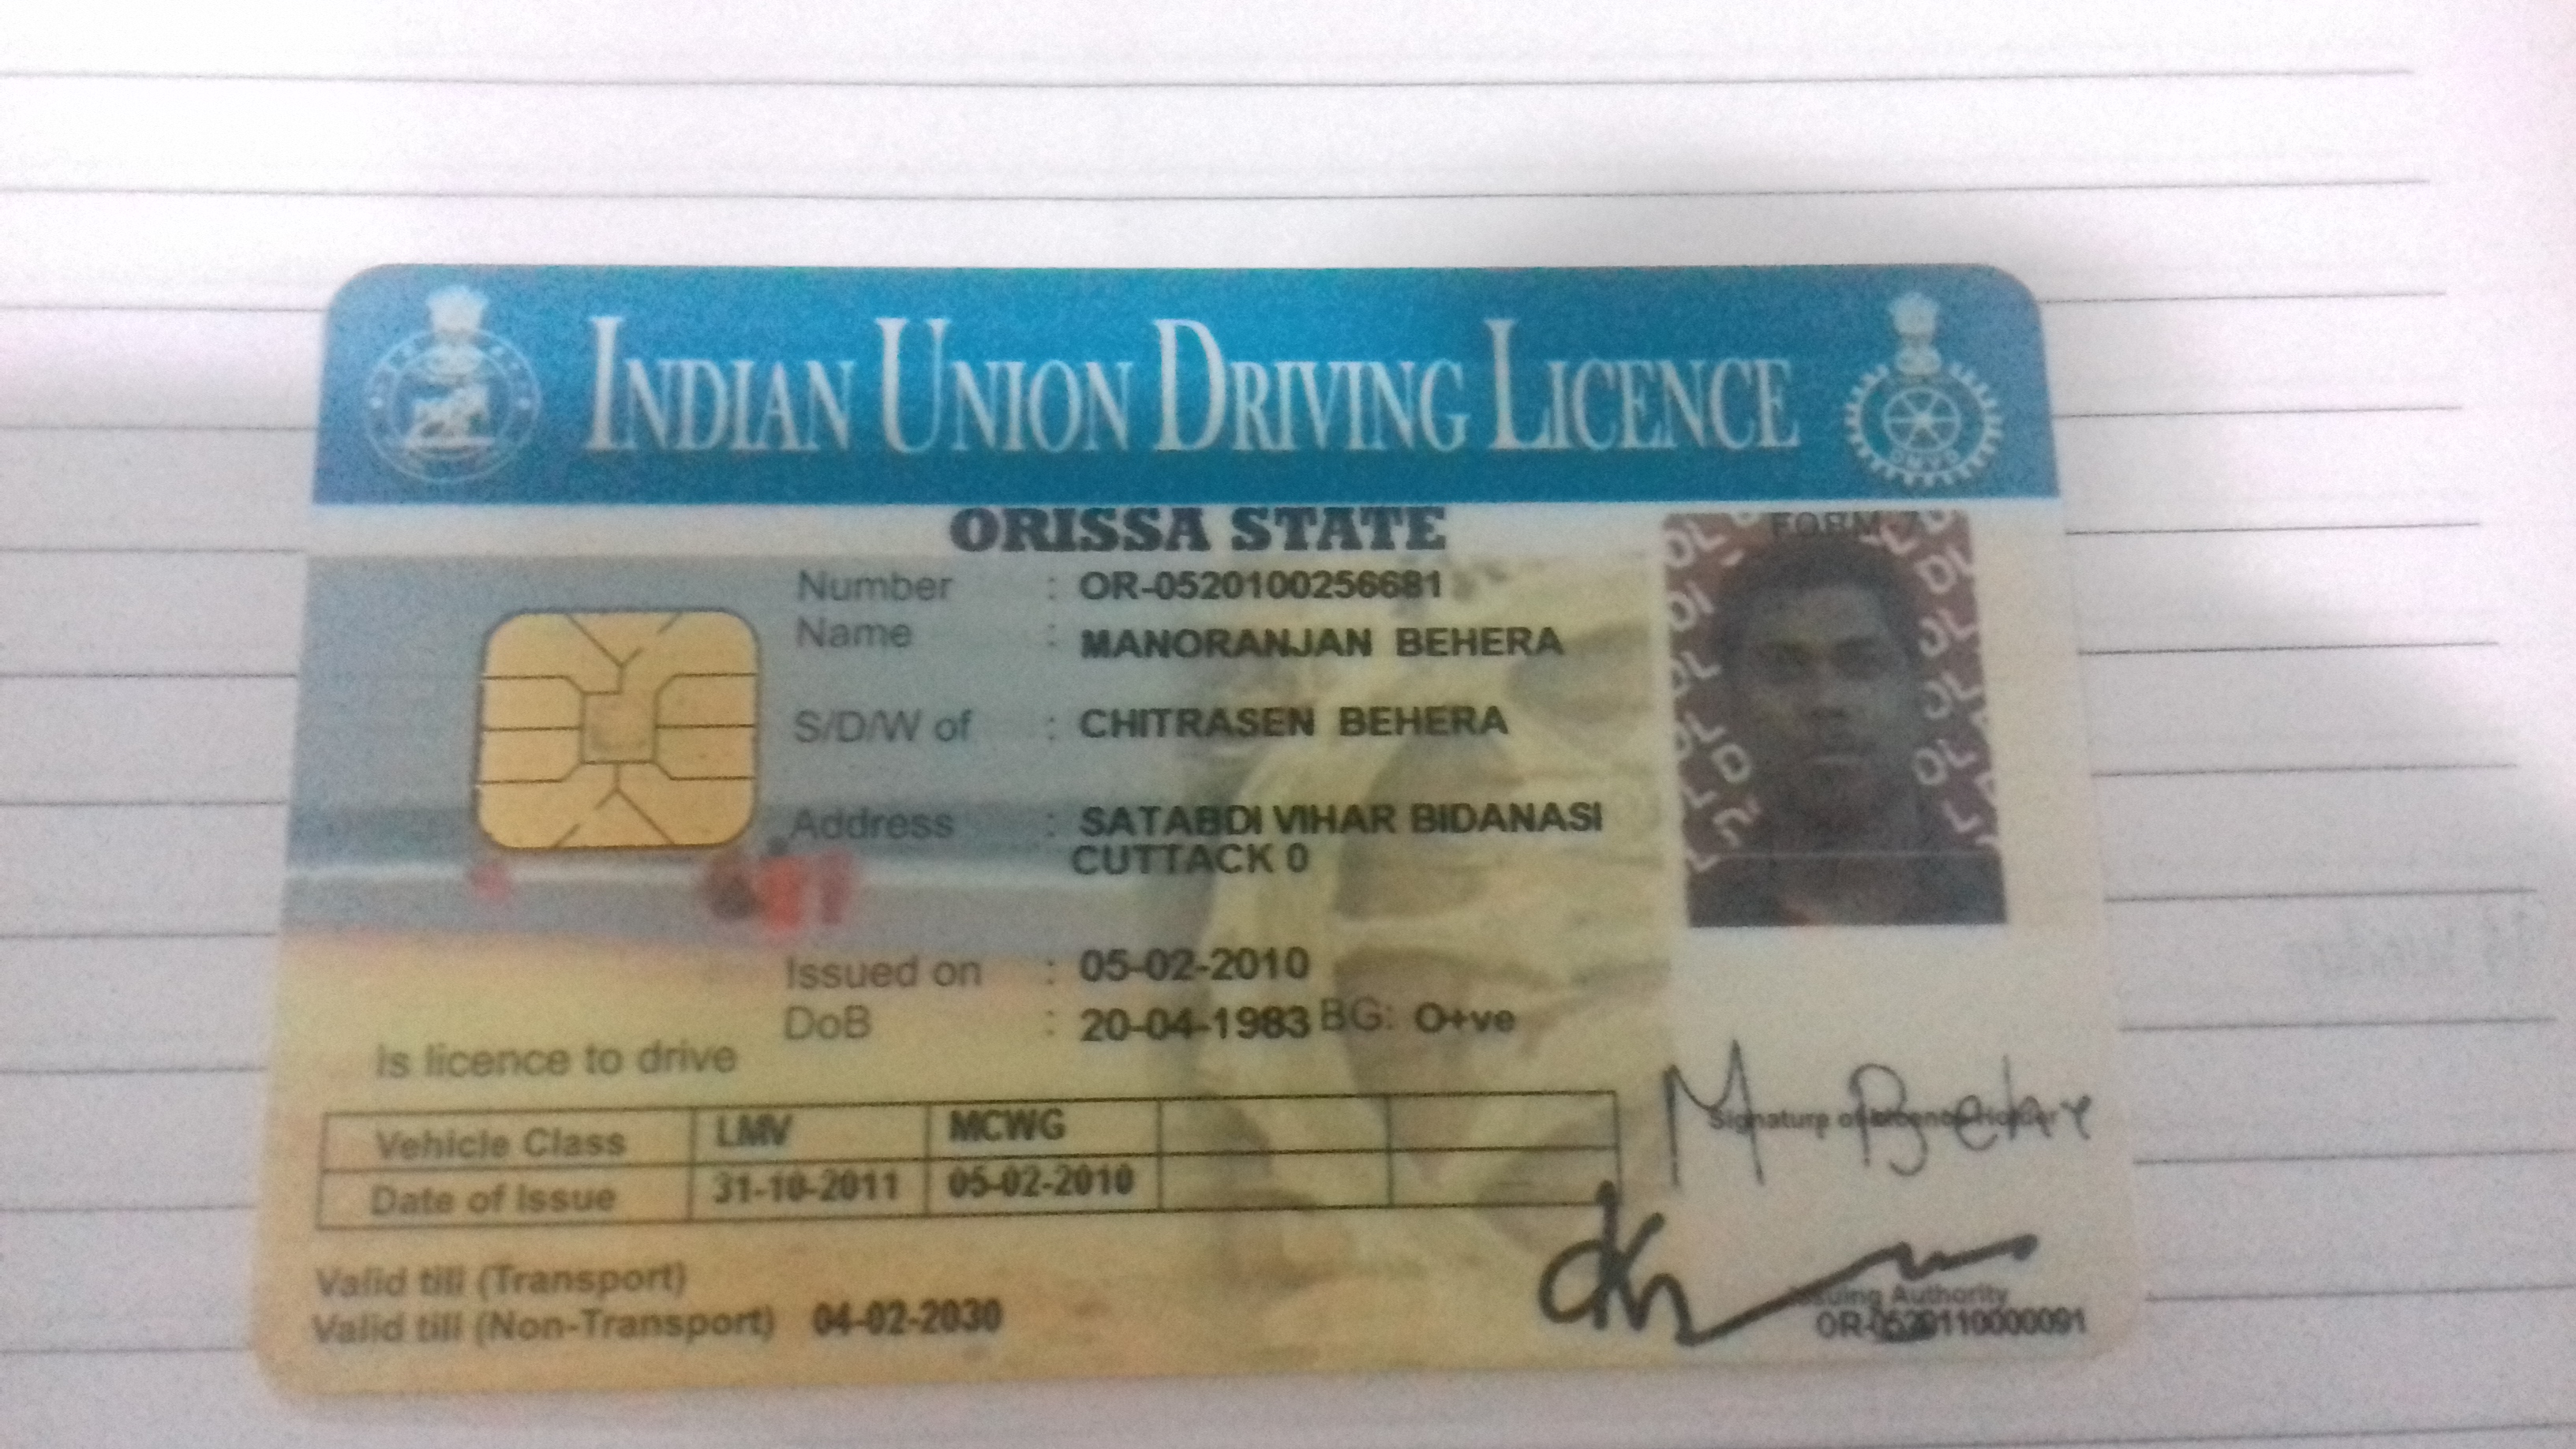 INDIAN UNION DRIVING LICENCE
ORISSA STATE
FORM 7
Number : OR-0520100256681
Name : MANORANJAN BEHERA
S/D/W of : CHITRASEN BEHERA
Address : SATABDI VIHAR BIDANASI
CUTTACK 0
Issued on : 05-02-2010
DoB : 20-04-1983 BG: O+ve
Is licence to drive
Vehicle Class LMV MCWG
Date of Issue 31-10-2011 05-02-2010
Valid till (Transport)
Valid till (Non-Transport) 04-02-2030
M Behera
Signature of Licence Holder
Issuing Authority
OR-0520110000091